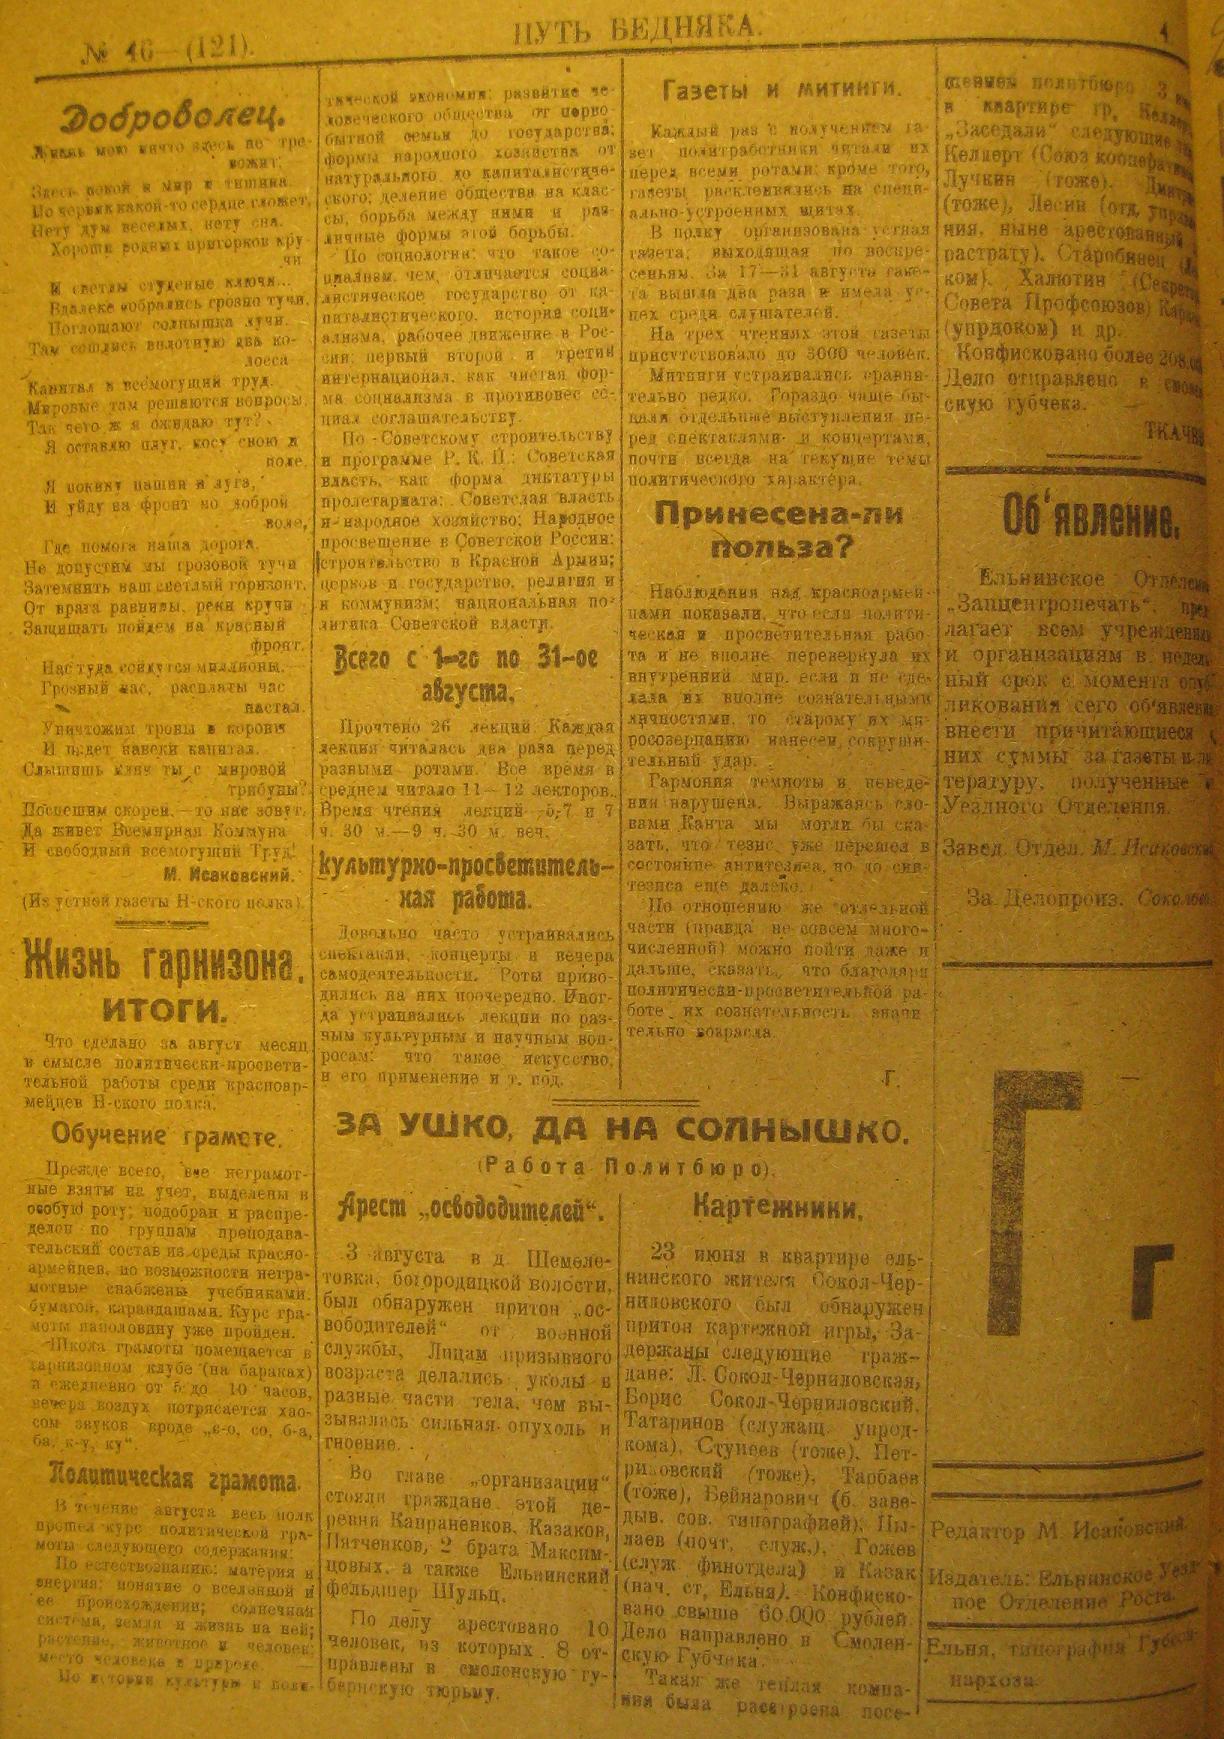 № 46—(121).
ПУТЬ БЕДНЯКА.
Доброволец.
Жизнь мою ничто здесь не тре-
вожит;
Здесь покой и мир и тишина.
Но червяк какой-то сердце гложет,
Нету дум веселых, нету сна.
Хороши родных пригорков кру-
чи
И светлы студеные ключи...
Вдалеке собрались грозно тучи,
Поглощают солнышка лучи.
Там сошлись вплотную два ко-
лосса
Капитал и всемогущий труд.
Мировые там решаются вопросы,
Так чего ж я ожидаю тут?
Я оставлю плуг, косу свою и
поле,
Я покину пашни и луга,
И уйду на фронт по доброй
воле,
Где помога наша дорога.
Не допустим мы грозовой тучи
Затемнить наш светлый горизонт.
От врага равнины, реки кручи
Защищать пойдем на красный
фронт.
Нас туда сойдутся миллионы.—
Грозный час, расплаты час
настал.
Уничтожим троны и короны
И падет навеки капитал.
Слышишь клич ты с мировой
трибуны?
Поспешим скорей,—то нас зовут,
Да живет Всемирная Коммуна
И свободный всемогущий Труд!
М. Исаковский.
(Из устной газеты Н-ского полка).
Жизнь гарнизона.
ИТОГИ.
Что сделано за август месяц
в смысле политически-просвети-
тельной работы среди красноар-
мейцев Н-ского полка.
Обучение грамоте.
Прежде всего, все неграмот-
ные взяты на учет, выделены в
особую роту; подобран и распре-
делен по группам преподава-
тельский состав из среды красно-
армейцев, по возможности негра-
мотные снабжены учебниками,
бумагой, карандашами. Курс гра-
моты наполовину уже пройден.
Школа грамоты помещается в
гарнизонном клубе (на бараках)
и ежедневно от 5 до 10 часов,
вечера воздух потрясается хао-
сом звуков вроде „с-о, со, б-а,
ба, к-у, ку“.
Политическая грамота.
В течение августа весь полк
прошел курс политической гра-
моты следующего содержания:
По естествознанию: материя и
энергия; понятие о вселенной и
ее происхождении; солнечная
система, земля и жизнь на ней;
растение, животное и человек;
место человека в природе.
По истории культуры и поли-
тической экономии; развитие че-
ловеческого общества от перво-
бытной семьи до государства;
формы народного хозяйства от
натурального до капиталистиче-
ского; деление общества на клас-
сы, борьба между ними и раз-
личные формы этой борьбы.
По социологии: что такое со-
циализм, чем, отличается социа-
листическое государство от ка-
питалистического, история соци-
ализма, рабочее движение в Рос-
сии; первый второй и третий
интернационал, как чистая фор-
ма социализма в противовес со-
циал соглашательству.
По Советскому строительству
и программе Р. К. П.: Советская
власть, как форма диктатуры
пролетариата; Советская власть
и народное хозяйство; Народное
просвещение в Советской России;
строительство в Красной Армии;
церков и государство, религия и
и коммунизм; национальная по-
литика Советской власти.
Всего с 1-го по 31-ое
августа.
Прочтено 26 лекций. Каждая
лекция читалась два раза перед
разными ротами. Все время в
среднем читало 11—12 лекторов.
Время чтения лекций 5,7 и 7
ч. 30 м.—9 ч. 30 м. веч.
культурно-просветитель-
ная работа.
Довольно часто устраивались
спектакли, концерты и вечера
самодеятельности. Роты приво-
дились на них поочередно. Иног-
да устраивались лекции по раз-
ным культурным и научным воп-
росам: что такое искусство,
и его применение и т. под.
Газеты и митинги.
Каждый раз с получением га-
зет политработники читали их
перед всеми ротами; кроме того,
газеты расклеивались на специ-
ально-устроенных щитах.
В полку организована устная
газета; выходящая по воскре-
сеньям. За 17—31 августа газе-
та вышла два раза и имела ус-
пех среди слушателей.
На трех чтениях этой газеты
присутствовало до 3000 человек.
Митинги устраивались сравни-
тельно редко. Гораздо чаще бы-
вали отдельные выступления пе-
ред спектаклями и концертами,
почти всегда на текущие темы
политического характера.
Принесена-ли
польза?
Наблюдения над красноармей-
цами показали, что если полити-
ческая и просветительная рабо-
та и не вполне перевернула их
внутренний мир, если и не сде-
лала их вполне сознательными
личностями, то старому их ми-
росозерцанию нанесен сокруши-
тельный удар.
Гармония темноты и неведе-
ния нарушена. Выражаясь сло-
вами Канта мы могли бы ска-
зать, что тезис уже перешел в
состояние антитезиса, но до син-
тезиса еще далеко.
По отношению же отдельной
части (правда не совсем много-
численной) можно пойти даже и
дальше, сказать, что благодаря
политически-просветительной ра-
боте их сознательность значи
тельно возрасла.
Г.
ЗА УШКО, ДА НА СОЛНЫШКО.
(Работа Политбюро).
Арест „освододителей“.
3 августа в д. Шемеле-
товка, богородицкой волости,
был обнаружен притон „ос-
вободителей“ от военной
службы, Лицам призывного
возраста делались уколы в
разные части тела, чем вы-
зывались сильная опухоль и
гноение.
Во главе „организации“
стояли граждане этой де-
ревни Капраненков, Казаков,
Пятченков, 2 брата Максим-
цовых, а также Ельнинский
фельдшер Шульц.
По делу арестовано 10
человек, из которых 8 от-
правлены в смоленскую гу-
бернскую тюрьму.
Картежники.
23 июня в квартире ель-
нинского жителя Сокол-Чер-
ниловского был обнаружен
притон картежной игры, За-
держаны следующие граж-
дане: Л. Сокол-Черниловская,
Борис Сокол-Черниловский,
Татаринов (служащ. упрод-
кома), Ступеев (тоже), Пет-
риковский (тоже), Тарбаев
(тоже), Бейнарович (б. заве-
дыв. сов. типографией), Пы-
лаев (почт. служ.), Гожев
(служ финотдела) и Казак
(нач. ст, Ельня). Конфиско-
вано свыше 60.000 рублей.
Дело направлено в Смолен-
скую Губчека.
Такая же теплая компа-
ния была расстроена посе-
щением политбюро 3
в квартире гр.
„Заседали“ следующие
Келлерт (Союз кооператив
Лучкин (тоже).
(тоже), Лесин (отд. управле
ния, ныне арестованный
растрату). Старобинец
ком). Халютин (Секретарь
Совета Профсоюзов)
(упрдоком) и др.
Конфисковано более
Дело отправлено в смолен
скую губчека.
ТКАЧЕВ
Об‘явление.
Ельнинское Отделение
„Запцентропечать“, пред
лагает всем учреждениям
и организациям в недель
ный срок с момента опуб
ликования сего об‘явления
внести причитающиеся с
них суммы за газеты и ли
тературу, полученные
Уездного Отделения.
Завед. Отдел. М. Исаковский
За Делопроиз. Соколов
Г
г
Редактор М. Исаковский.
Издатель: Ельнинское Уезд-
ное Отделение Роста.
Ельня, типография Губсов-
нархоза.